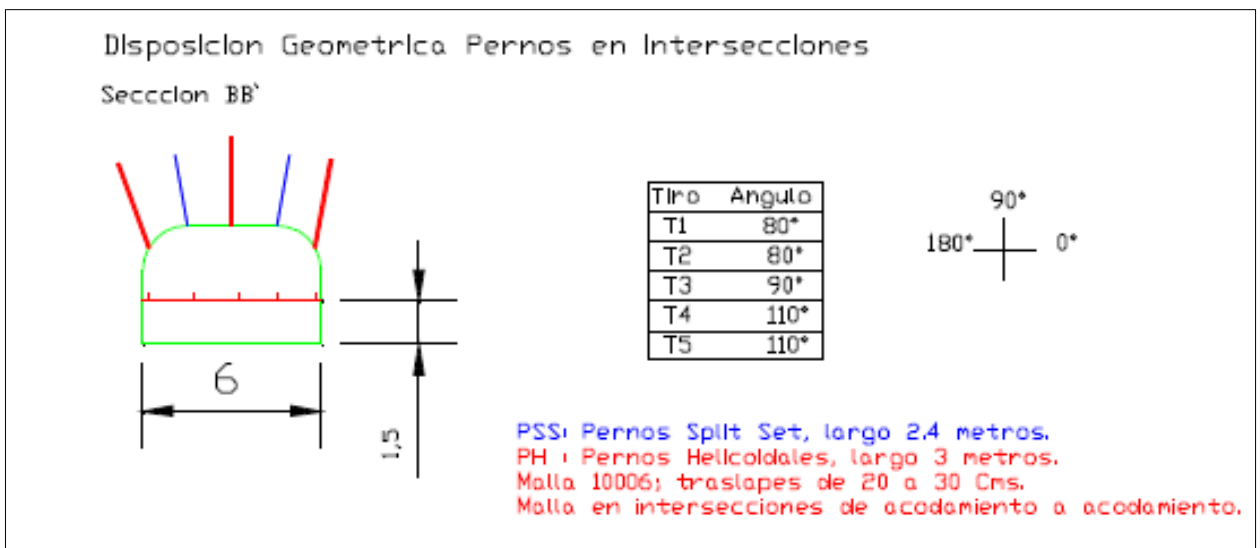 Disposicion Geometrica Pernos en Intersecciones
Secccion BB`
Tiro Angulo
T1 80°
T2 80°
T3 90°
T4 110°
T5 110°
90°
180° 0°
6
1,5
PSS: Pernos Split Set, largo 2.4 metros.
PH : Pernos Helicoidales, largo 3 metros.
Malla 10006; traslapes de 20 a 30 Cms.
Malla en intersecciones de acodamiento a acodamiento.